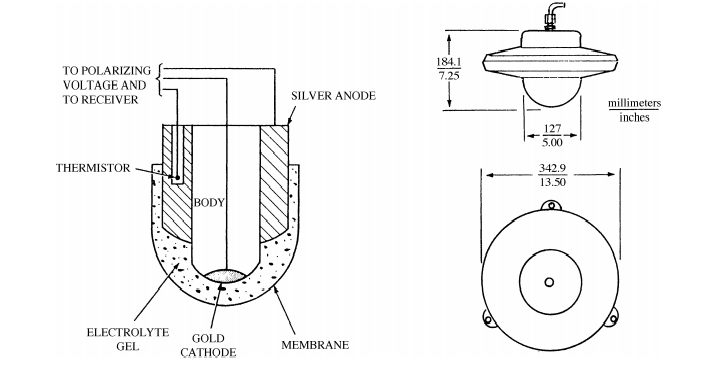 TO POLARIZING
VOLTAGE AND
TO RECEIVER
SILVER ANODE
THERMISTOR
BODY
ELECTROLYTE
GEL
GOLD
CATHODE
MEMBRANE
184.1
7.25
millimeters
inches
127
5.00
342.9
13.50